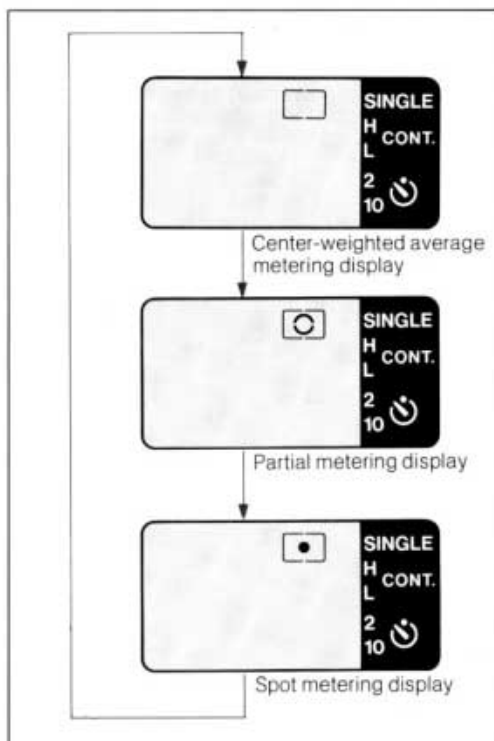 SINGLE
H CONT.
L
2
10
Center-weighted average
metering display
SINGLE
H CONT.
L
2
10
Partial metering display
SINGLE
H CONT.
L
2
10
Spot metering display